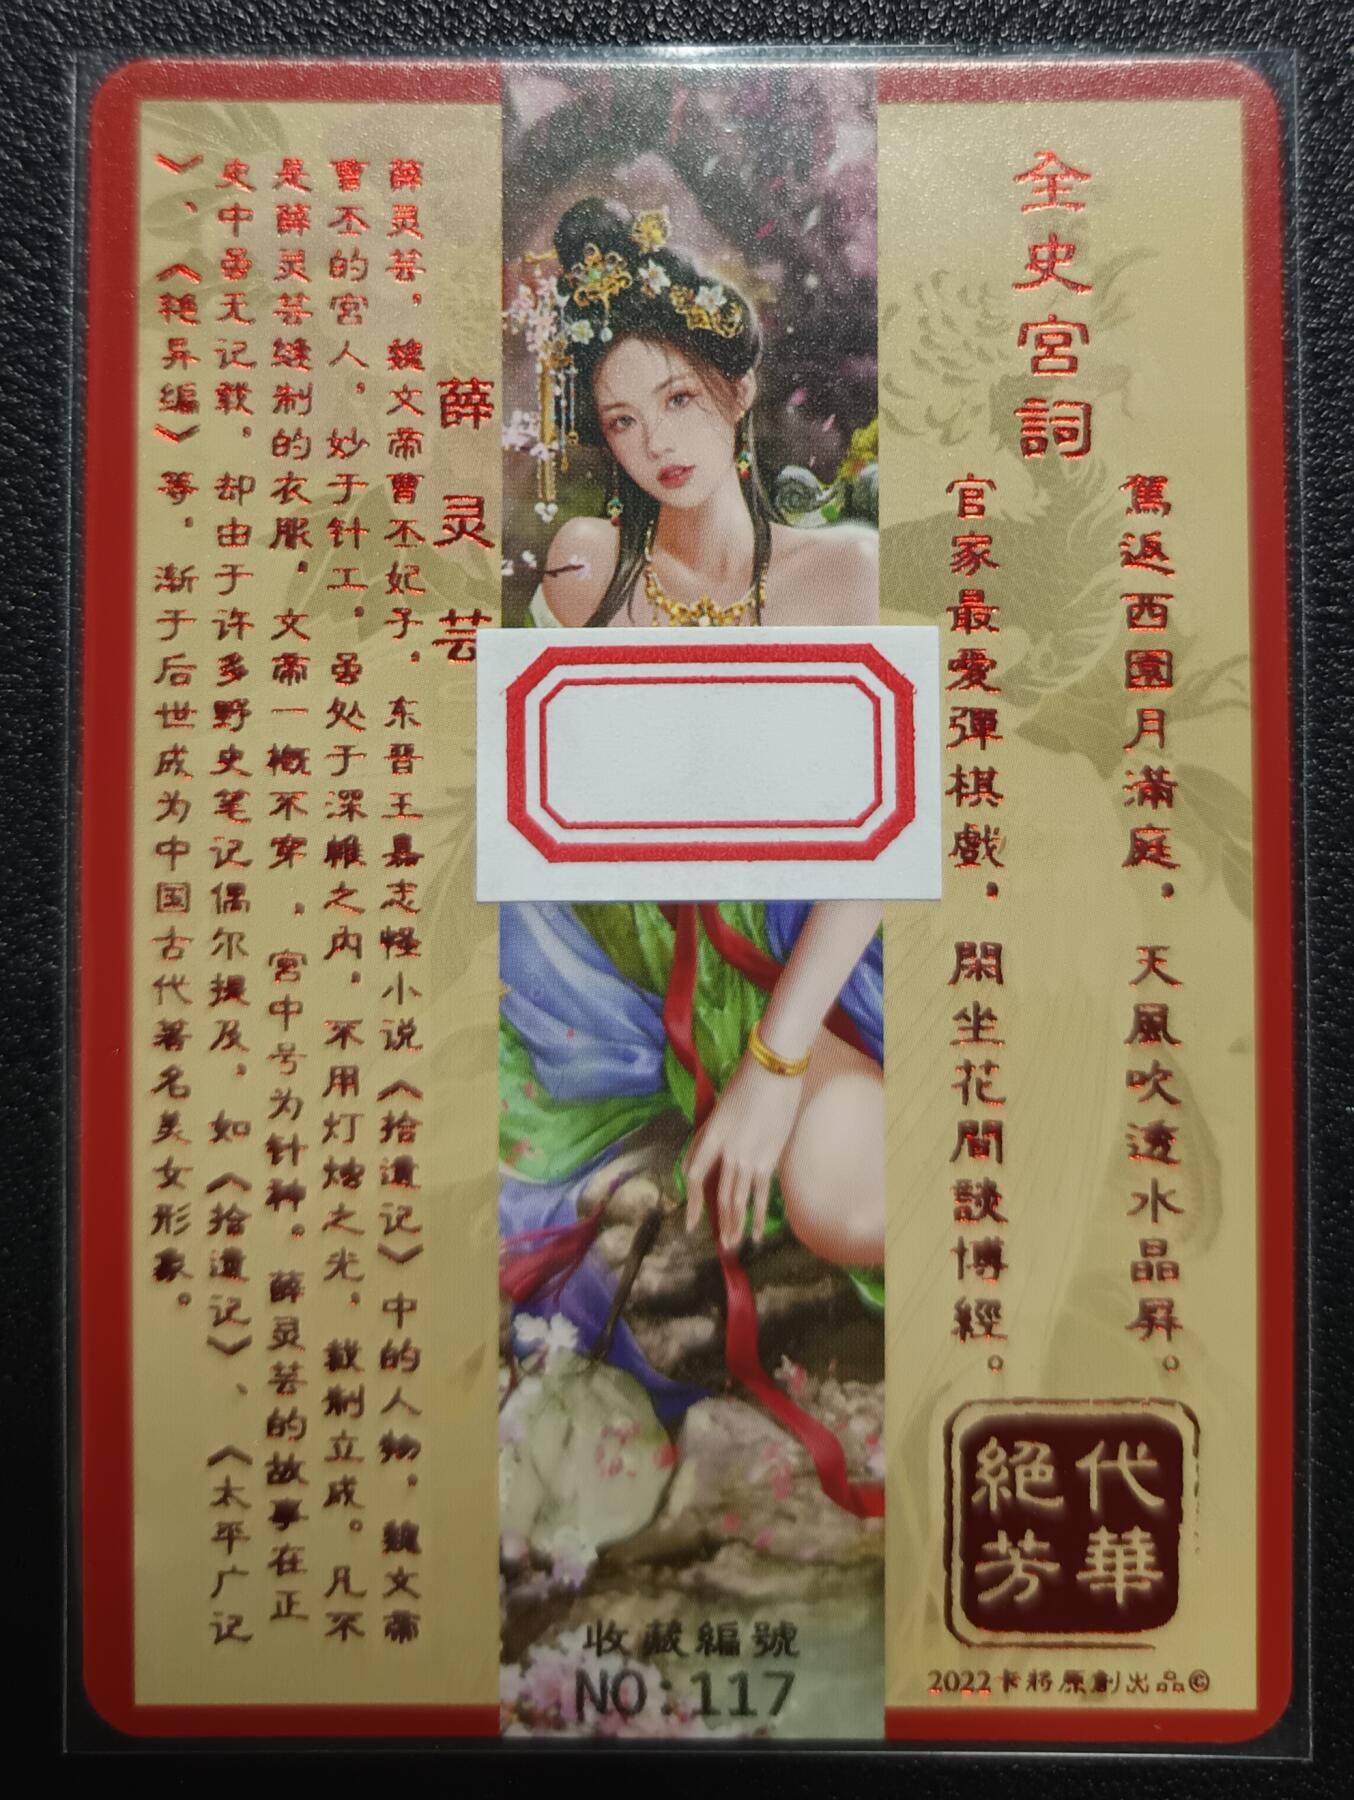 全史宮詞
駕返西園月滿庭，天風吹透水晶屏。
官家最愛彈棋戲，閑坐花間談博經。
絕代
芳華
2022卡將原創出品©
收藏編號
NO:117
薛灵芸
薛灵芸，魏文帝曹丕妃子，东晋王嘉志怪小说《拾遗记》中的人物，魏文帝
曹丕的宫人，妙于针工，虽处于深帷之内，不用灯烛之光，裁制立成。凡不
是薛灵芸缝制的衣服，文帝一概不穿，宫中号为针神。薛灵芸的故事在正
史中虽无记载，却由于许多野史笔记偶尔提及，如《拾遗记》、《太平广记
》、《艳异编》等，渐于后世成为中国古代著名美女形象。